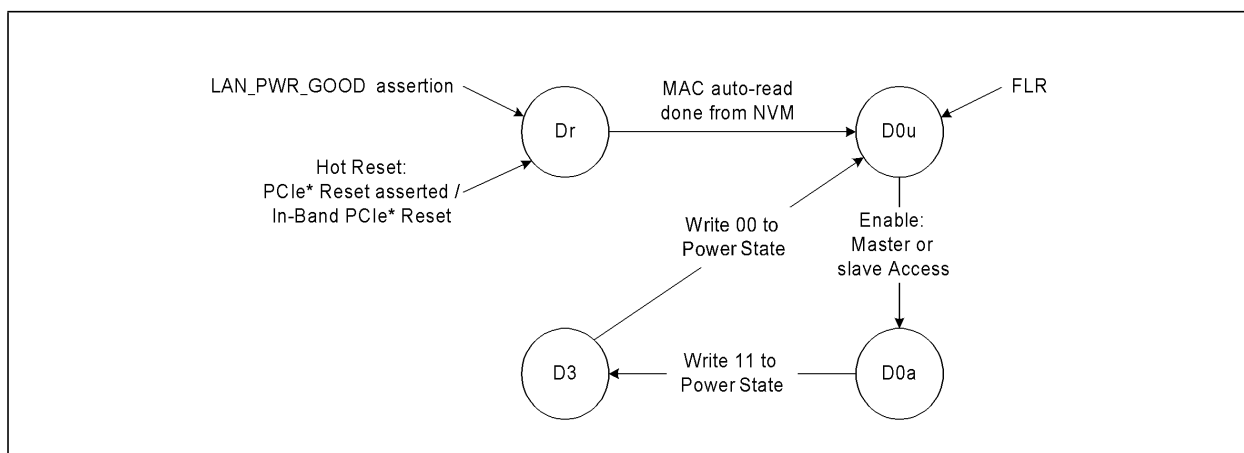 LAN_PWR_GOOD assertion
MAC auto-read
done from NVM
FLR
Dr
D0u
Hot Reset:
PCIe* Reset asserted /
In-Band PCIe* Reset
Write 00 to
Power State
Enable:
Master or
slave Access
D3
Write 11 to
Power State
D0a